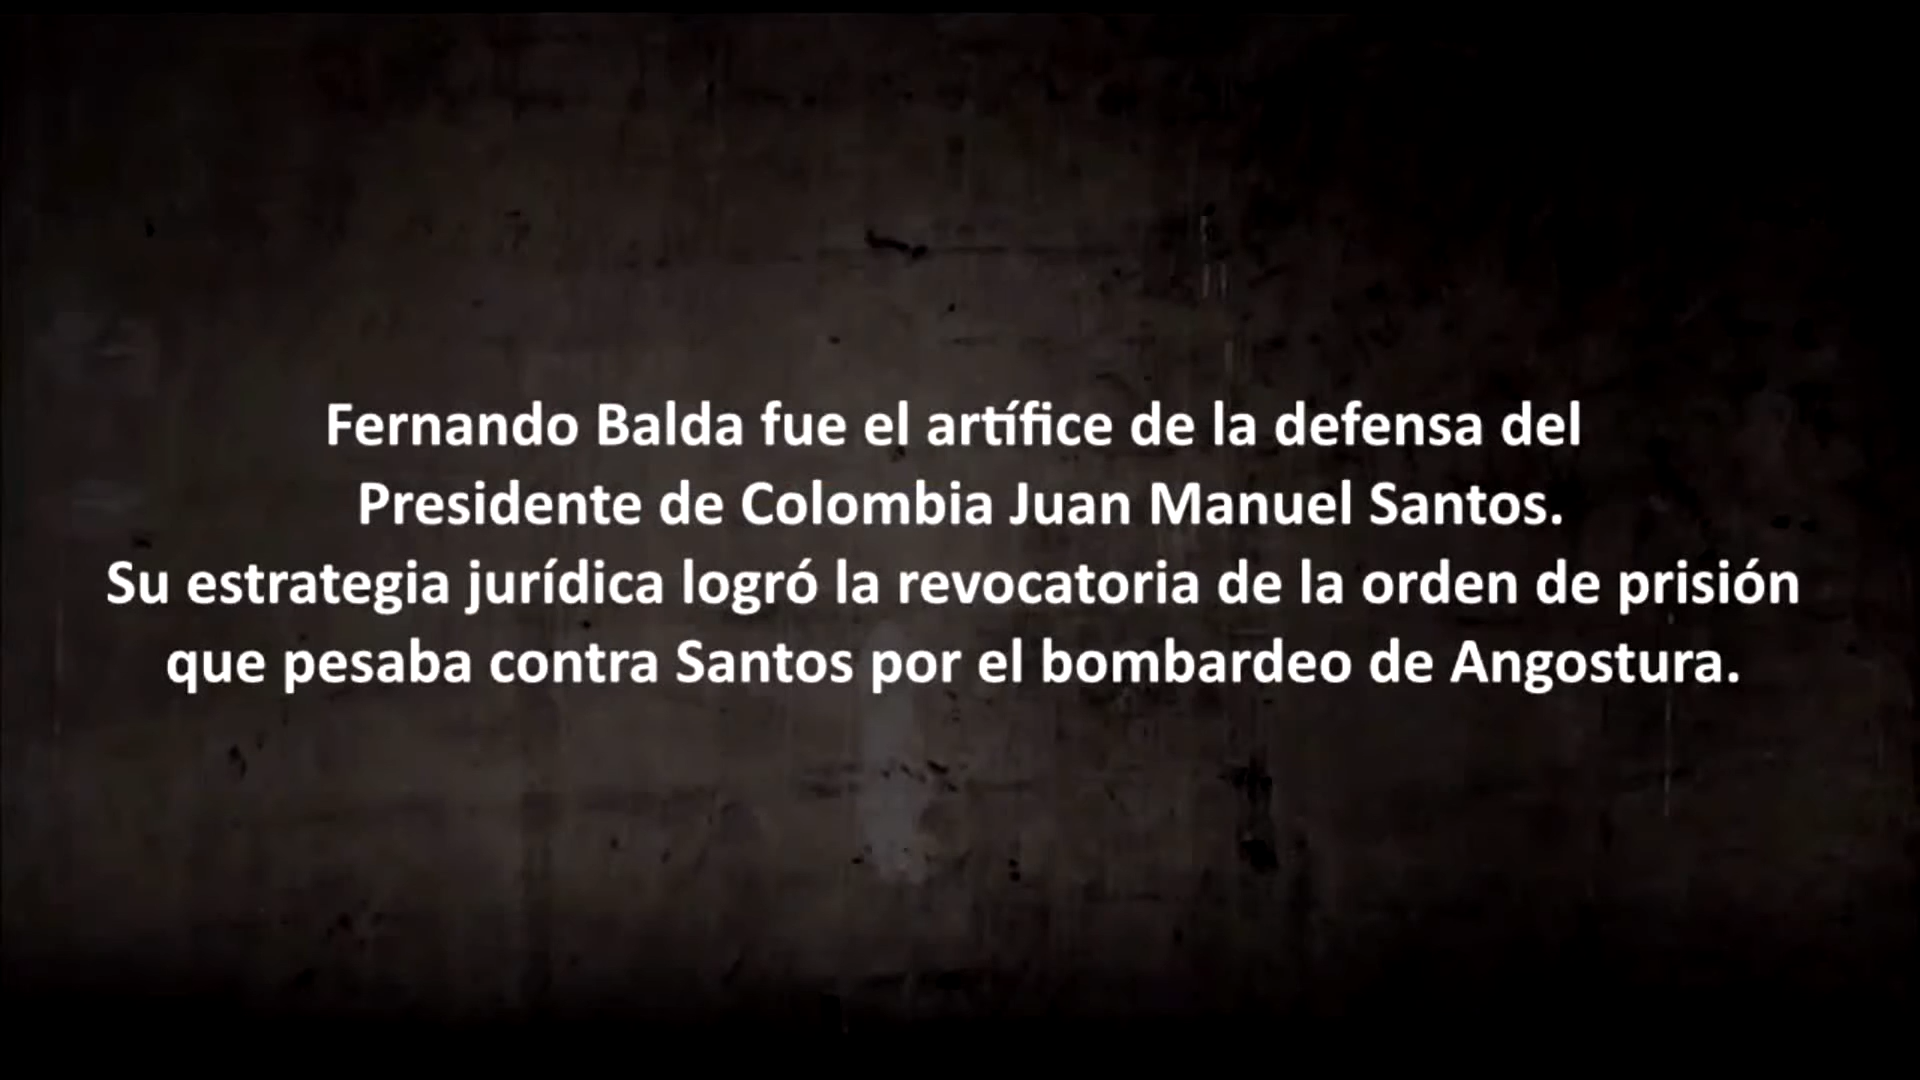 Fernando Balda fue el artífice de la defensa del
Presidente de Colombia Juan Manuel Santos.
Su estrategia jurídica logró la revocatoria de la orden de prisión
que pesaba contra Santos por el bombardeo de Angostura.